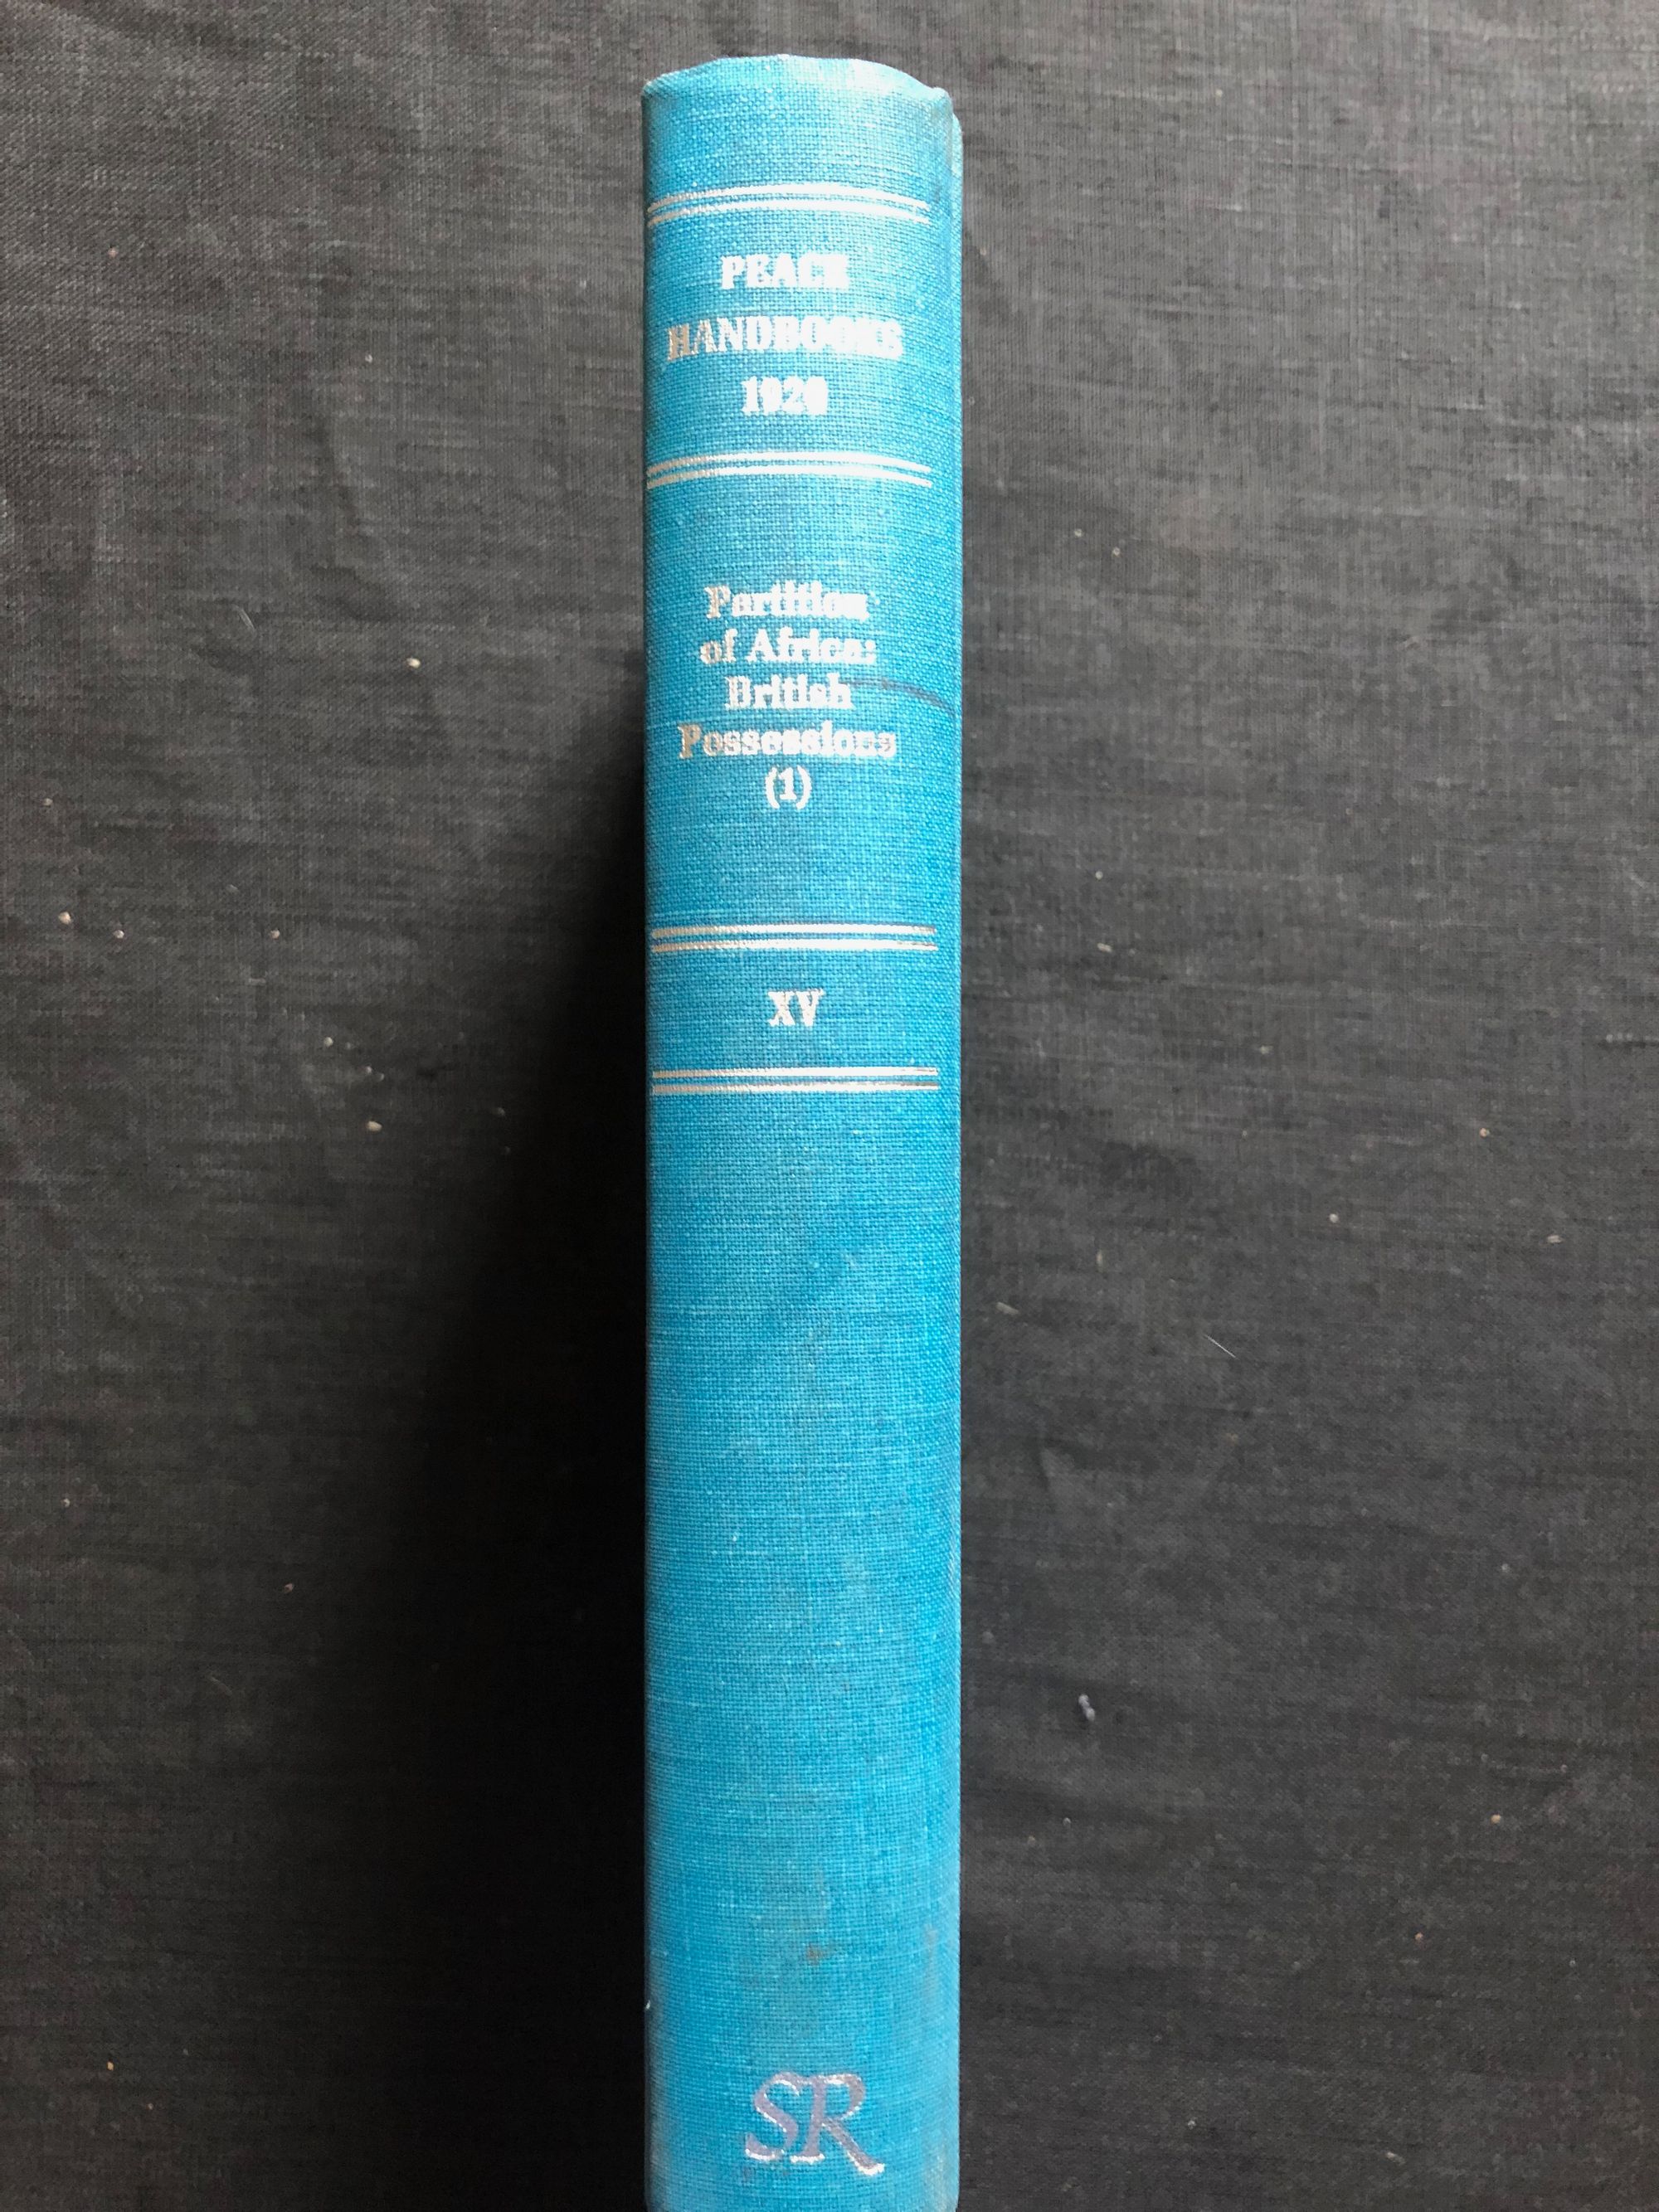 PEACE
HANDBOOKS
1920
Partition
of Africa:
British
Possessions
(1)
XV
SR